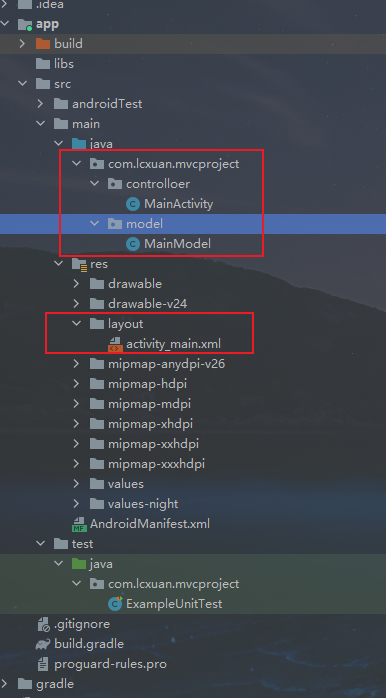 .idea
app
build
libs
src
androidTest
main
java
com.lcxuan.mvcproject
controlloer
MainActivity
model
MainModel
res
drawable
drawable-v24
layout
activity_main.xml
mipmap-anydpi-v26
mipmap-hdpi
mipmap-mdpi
mipmap-xhdpi
mipmap-xxhdpi
mipmap-xxxhdpi
values
values-night
AndroidManifest.xml
test
java
com.lcxuan.mvcproject
ExampleUnitTest
.gitignore
build.gradle
proguard-rules.pro
gradle